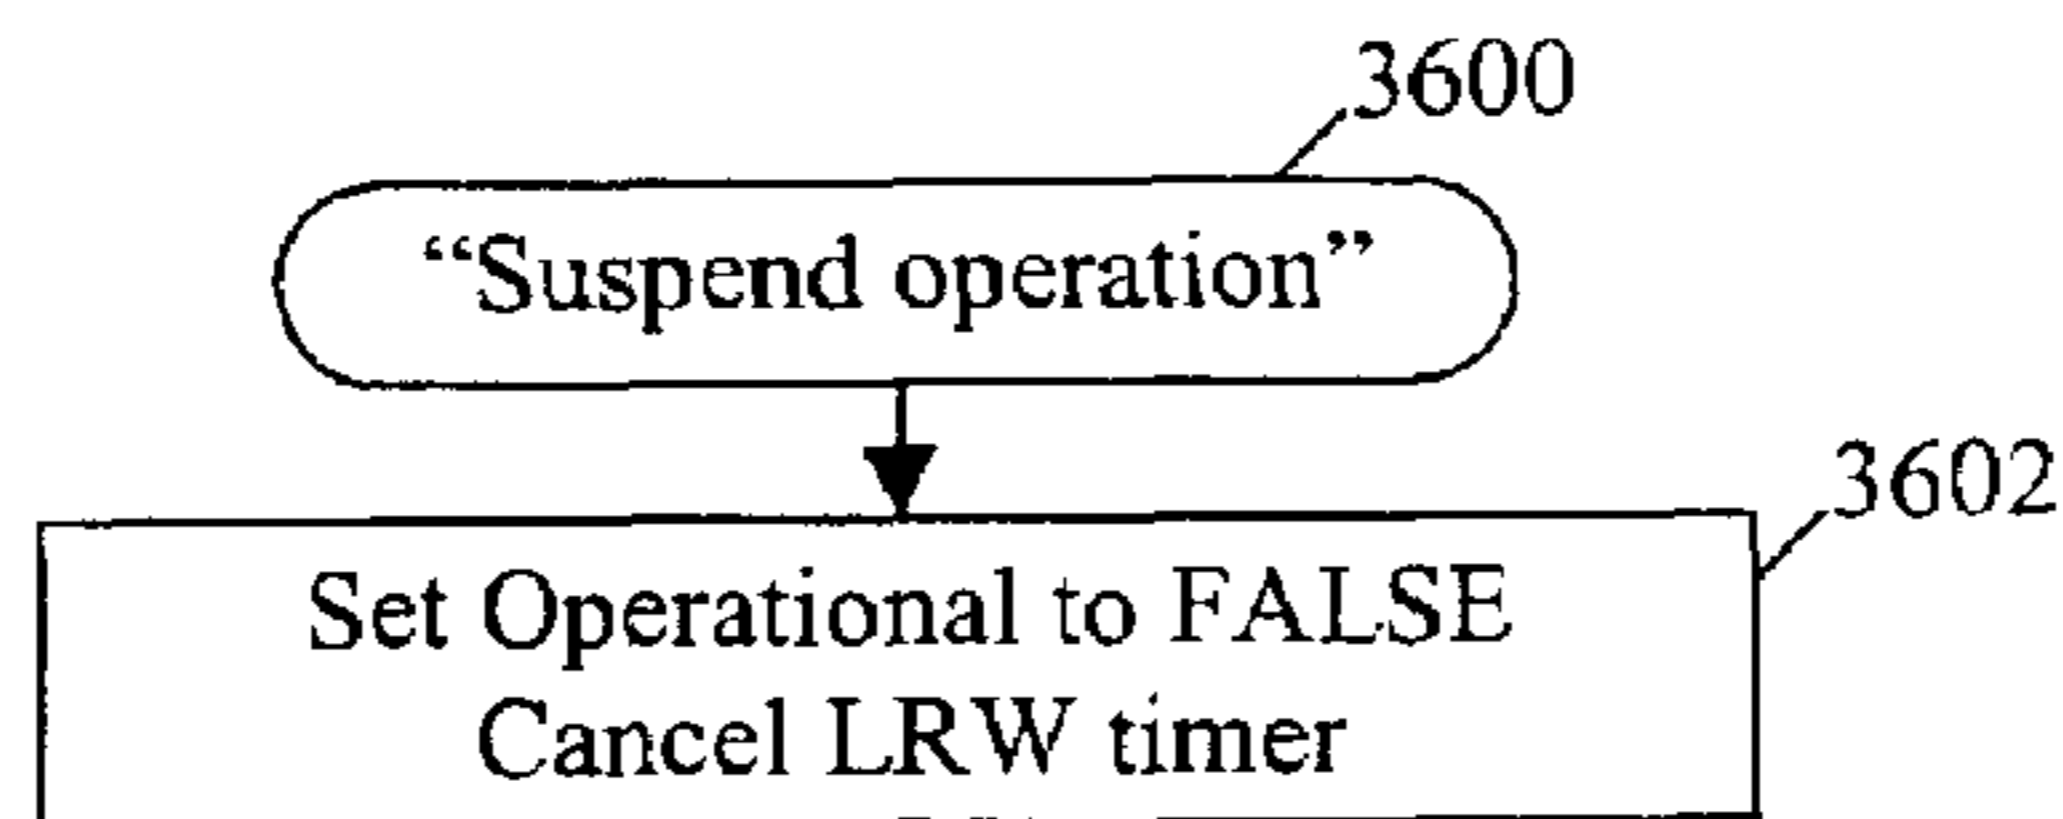 3600
“Suspend operation”
3602
Set Operational to FALSE
Cancel LRW timer